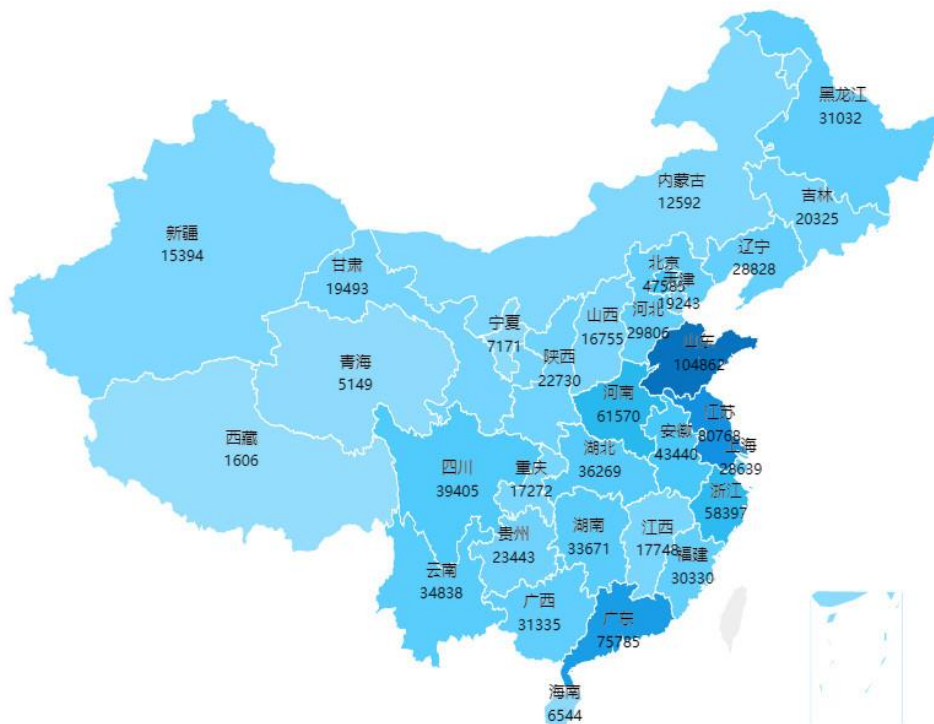 黑龙江
31032
内蒙古
12592
吉林
20325
新疆
15394
辽宁
28828
甘肃
19493
北京
47585
天津
19243
宁夏
7171
山西
16755
河北
29806
山东
104862
青海
5149
陕西
22730
河南
61570
江苏
80768
安徽
43440
西藏
1606
四川
39405
重庆
17272
湖北
36269
上海
28639
浙江
58397
贵州
23443
湖南
33671
江西
17748
福建
30330
云南
34838
广西
31335
广东
75785
海南
6544